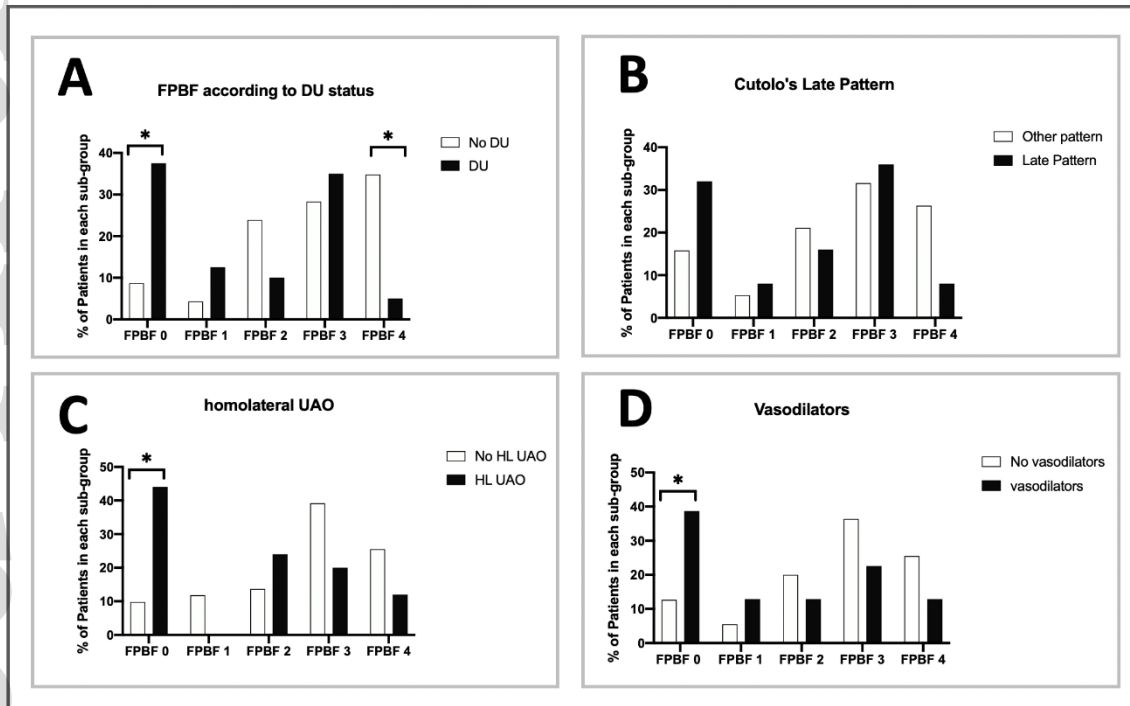 A
FPBF according to DU status
*
*
No DU
DU
% of Patients in each sub-group
40
30
20
10
0
FPBF 0 FPBF 1 FPBF 2 FPBF 3 FPBF 4
B
Cutolo's Late Pattern
Other pattern
Late Pattern
% of Patients in each sub-group
40
30
20
10
0
FPBF 0 FPBF 1 FPBF 2 FPBF 3 FPBF 4
C
homolateral UAO
*
No HL UAO
HL UAO
% of Patients in each sub-group
50
40
30
20
10
0
FPBF 0 FPBF 1 FPBF 2 FPBF 3 FPBF 4
D
Vasodilators
*
No vasodilators
vasodilators
% of Patients in each sub-group
50
40
30
20
10
0
FPBF 0 FPBF 1 FPBF 2 FPBF 3 FPBF 4